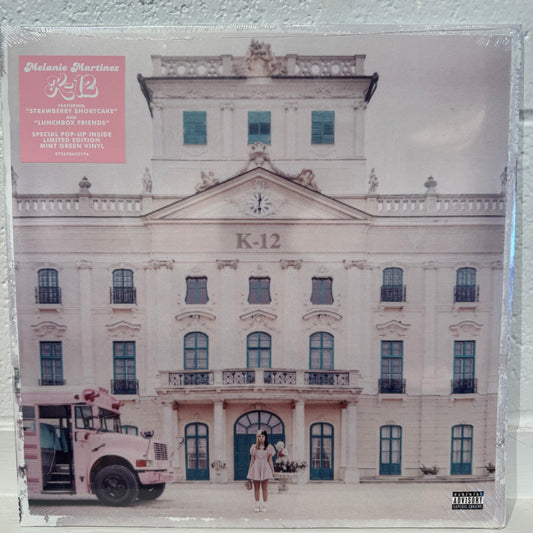 Melanie Martinez
K-12
FEATURING
"STRAWBERRY SHORTCAKE"
AND
"LUNCHBOX FRIENDS"
SPECIAL POP-UP INSIDE
LIMITED EDITION
MINT GREEN VINYL
K-12
PARENTAL
ADVISORY
EXPLICIT CONTENT